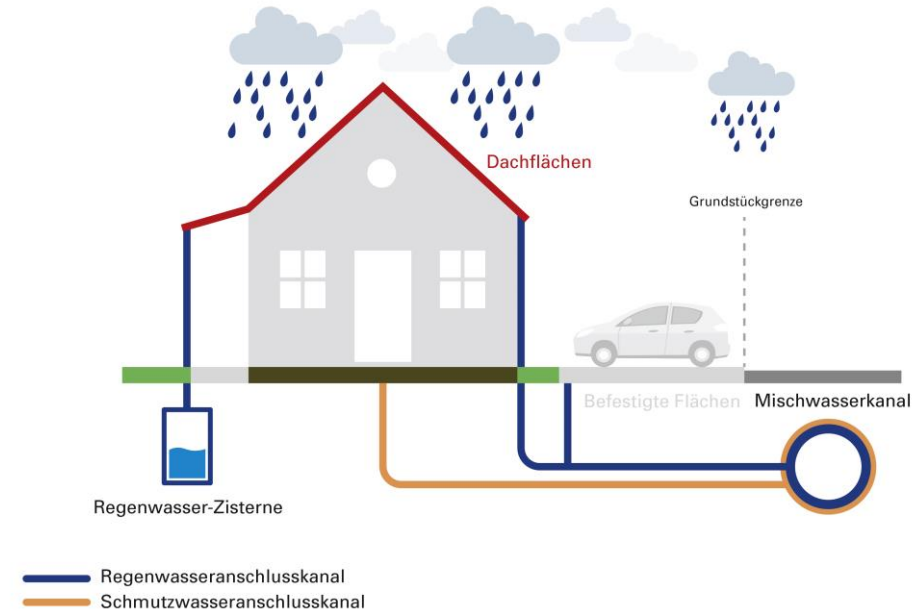 Dachflächen
Grundstückgrenze
Befestigte Flächen
Mischwasserkanal
Regenwasser-Zisterne
Regenwasseranschlusskanal
Schmutzwasseranschlusskanal